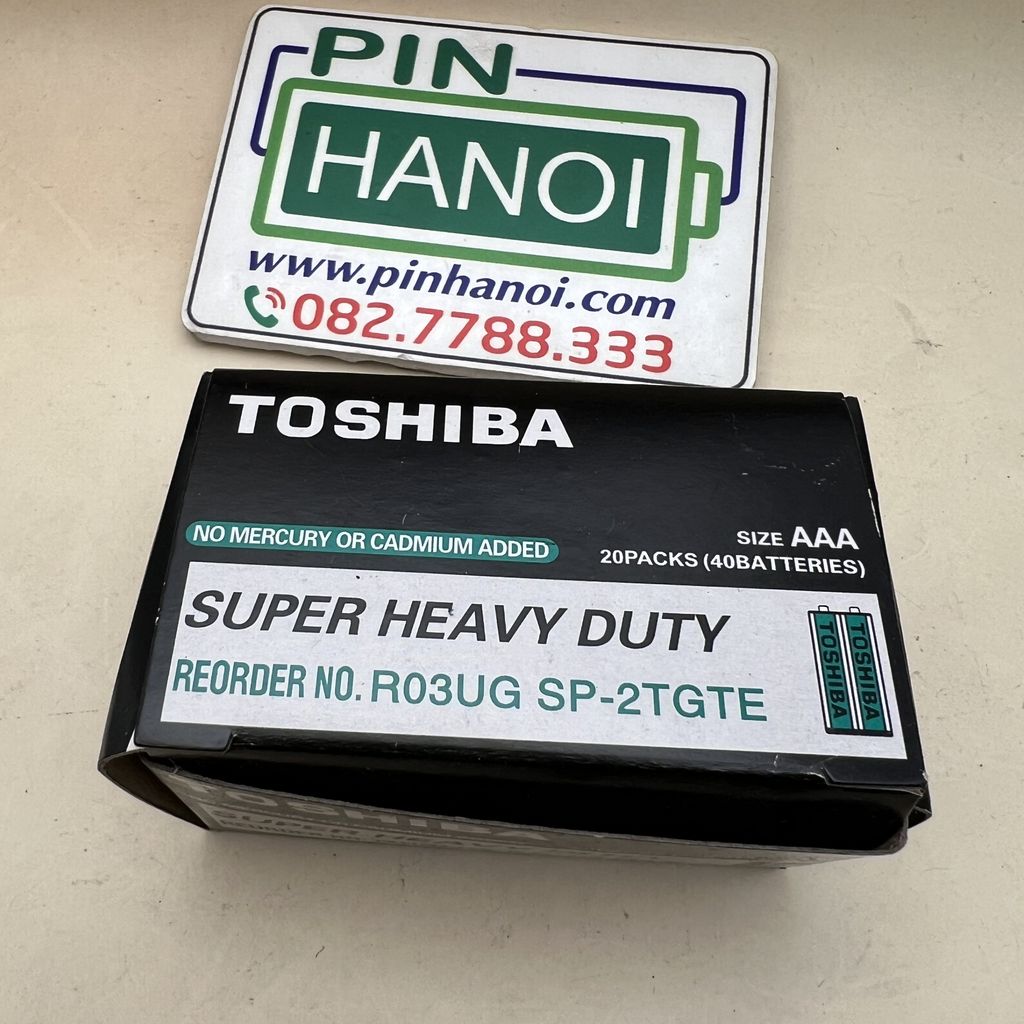 PIN
HANOI
www.pinhanoi.com
082.7788.333
TOSHIBA
NO MERCURY OR CADMIUM ADDED
SIZE AAA
20PACKS (40BATTERIES)
SUPER HEAVY DUTY
REORDER NO. R03UG SP-2TGTE
TOSHIBA
TOSHIBA
TOSHIBA